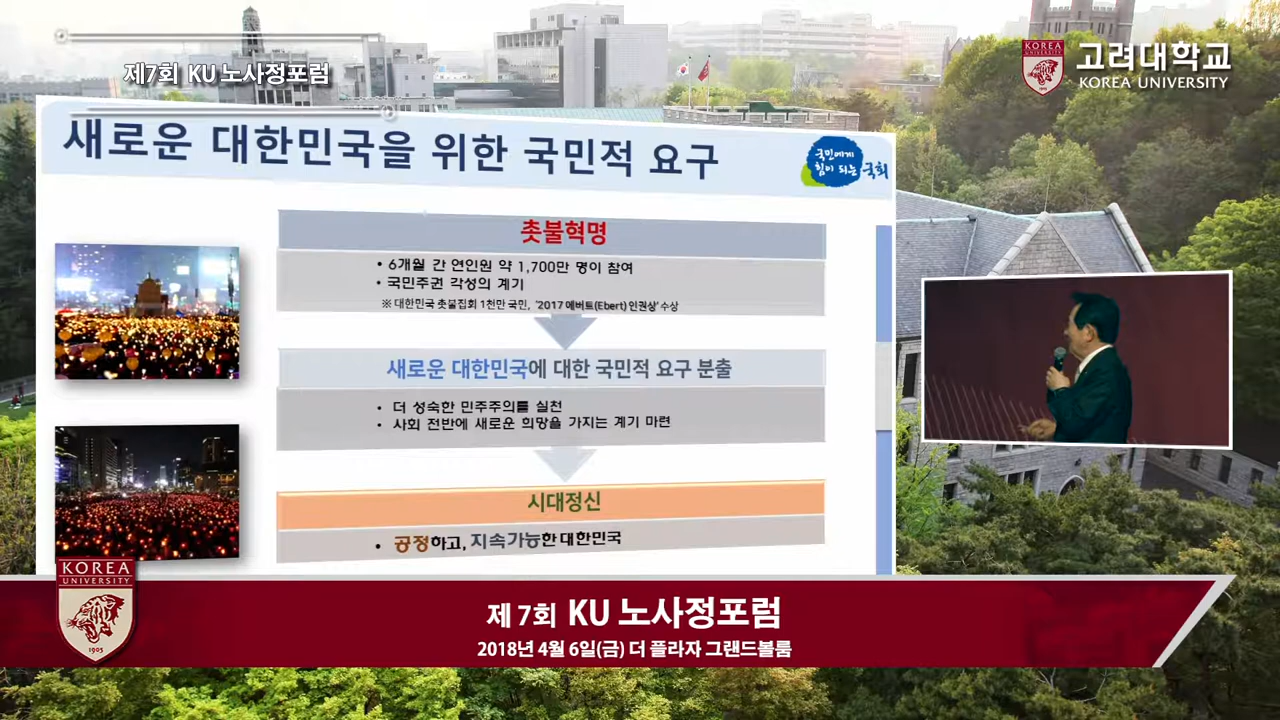 제7회 KU 노사정포럼
KOREA
1905
고려대학교
KOREA UNIVERSITY
새로운 대한민국을 위한 국민적 요구
국민에게
힘이 되는 국회
촛불혁명
• 6개월 간 연인원 약 1,700만 명이 참여
• 국민주권 각성의 계기
※ 대한민국 촛불집회 1천만 국민, '2017 에버트(Ebert) 인권상' 수상
새로운 대한민국에 대한 국민적 요구 분출
• 더 성숙한 민주주의를 실천
• 사회 전반에 새로운 희망을 가지는 계기 마련
시대정신
• 공정하고, 지속가능한 대한민국
KOREA
UNIVERSITY
1905
제 7회 KU 노사정포럼
2018년 4월 6일(금) 더 플라자 그랜드볼룸